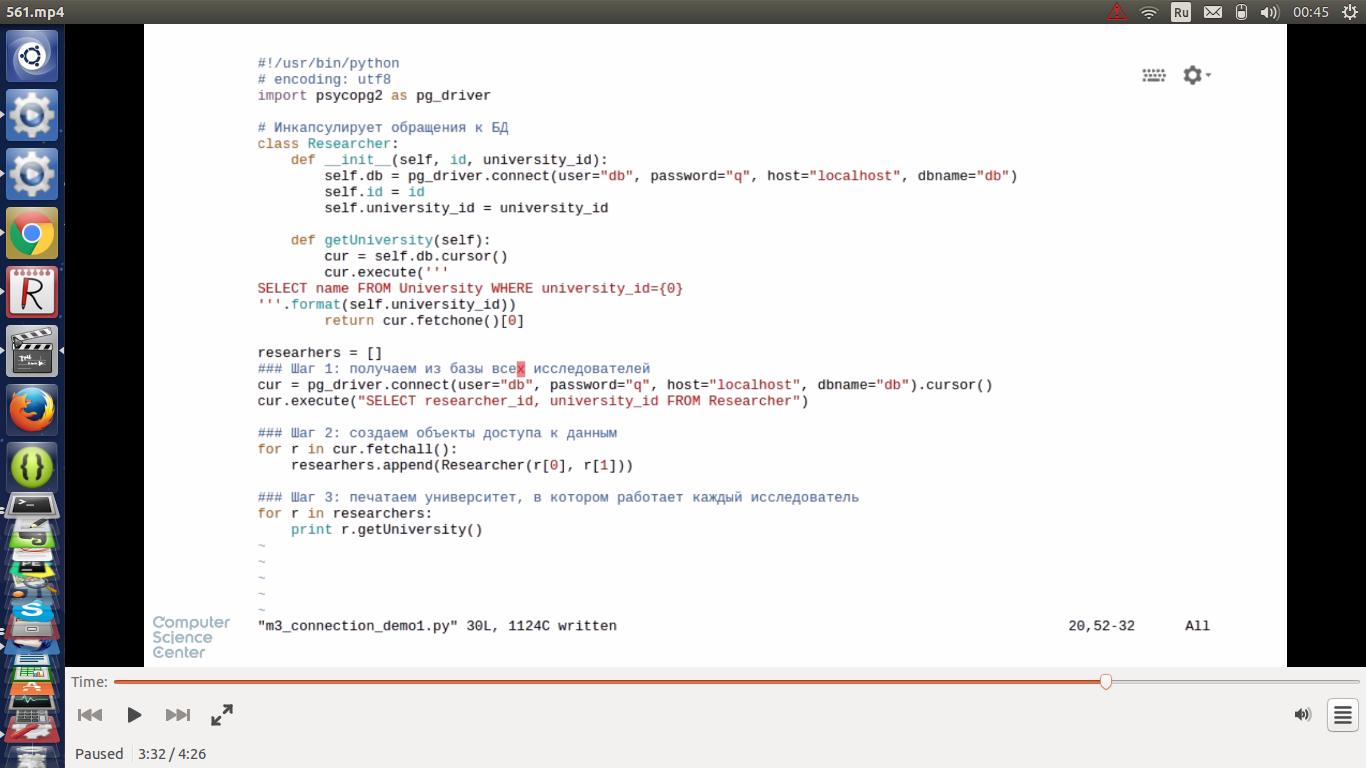 561.mp4
Ru
00:45
#!/usr/bin/python
# encoding: utf8
import psycopg2 as pg_driver
# Инкапсулирует обращения к БД
class Researcher:
    def __init__(self, id, university_id):
        self.db = pg_driver.connect(user="db", password="q", host="localhost", dbname="db")
        self.id = id
        self.university_id = university_id
    def getUniversity(self):
        cur = self.db.cursor()
        cur.execute('''
SELECT name FROM University WHERE university_id={0}
'''.format(self.university_id))
        return cur.fetchone()[0]
researhers = []
### Шаг 1: получаем из базы всех исследователей
cur = pg_driver.connect(user="db", password="q", host="localhost", dbname="db").cursor()
cur.execute("SELECT researcher_id, university_id FROM Researcher")
### Шаг 2: создаем объекты доступа к данным
for r in cur.fetchall():
    researhers.append(Researcher(r[0], r[1]))
### Шаг 3: печатаем университет, в котором работает каждый исследователь
for r in researchers:
    print r.getUniversity()
~
~
~
~
~
"m3_connection_demo1.py" 30L, 1124C written
20,52-32
All
Computer
Science
Center
Time:
Paused
3:32 / 4:26